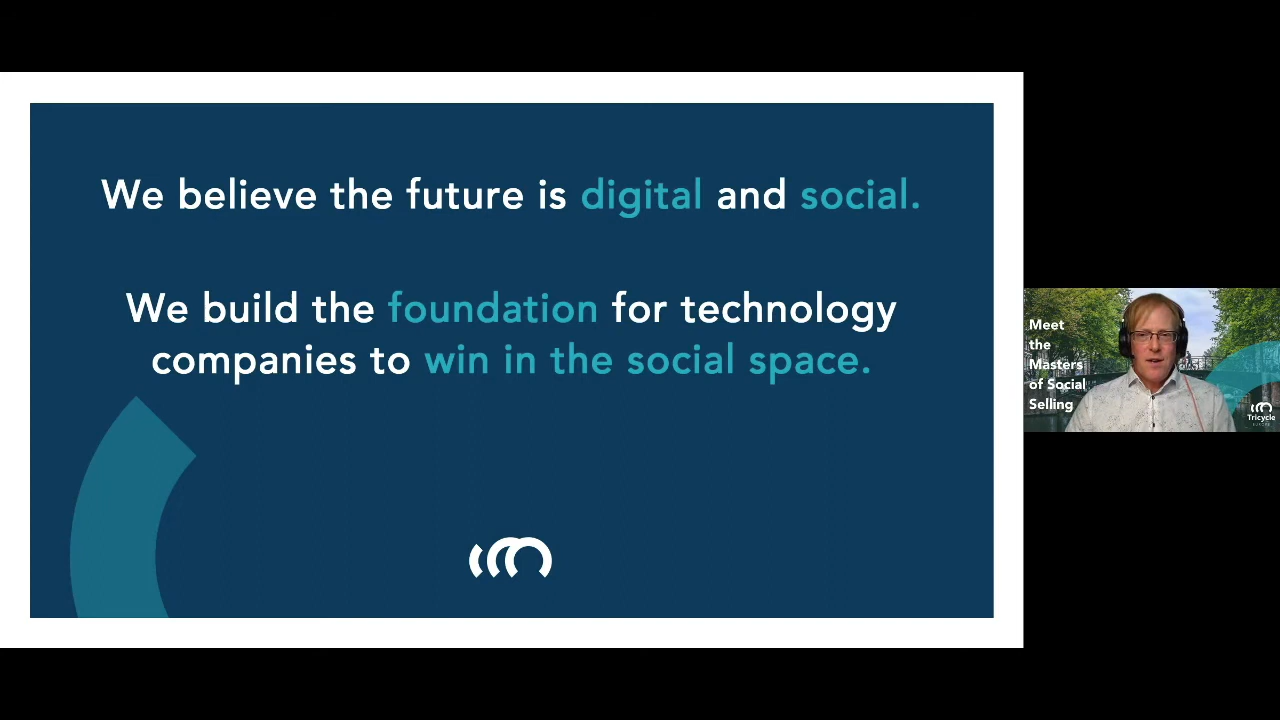 We believe the future is digital and social.
We build the foundation for technology
companies to win in the social space.
Meet
the
Masters
of Social
Selling
Tricycle
EUROPE